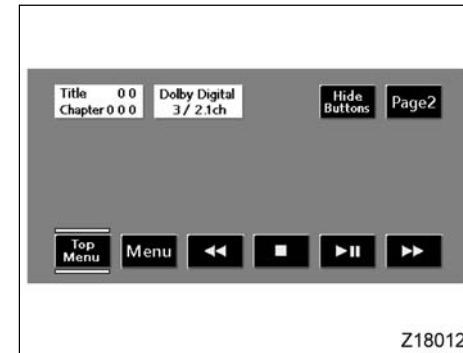 Title 0 0
Chapter 0 0 0
Dolby Digital
3 / 2.1ch
Hide
Buttons
Page2
Top
Menu
Menu
Z18012